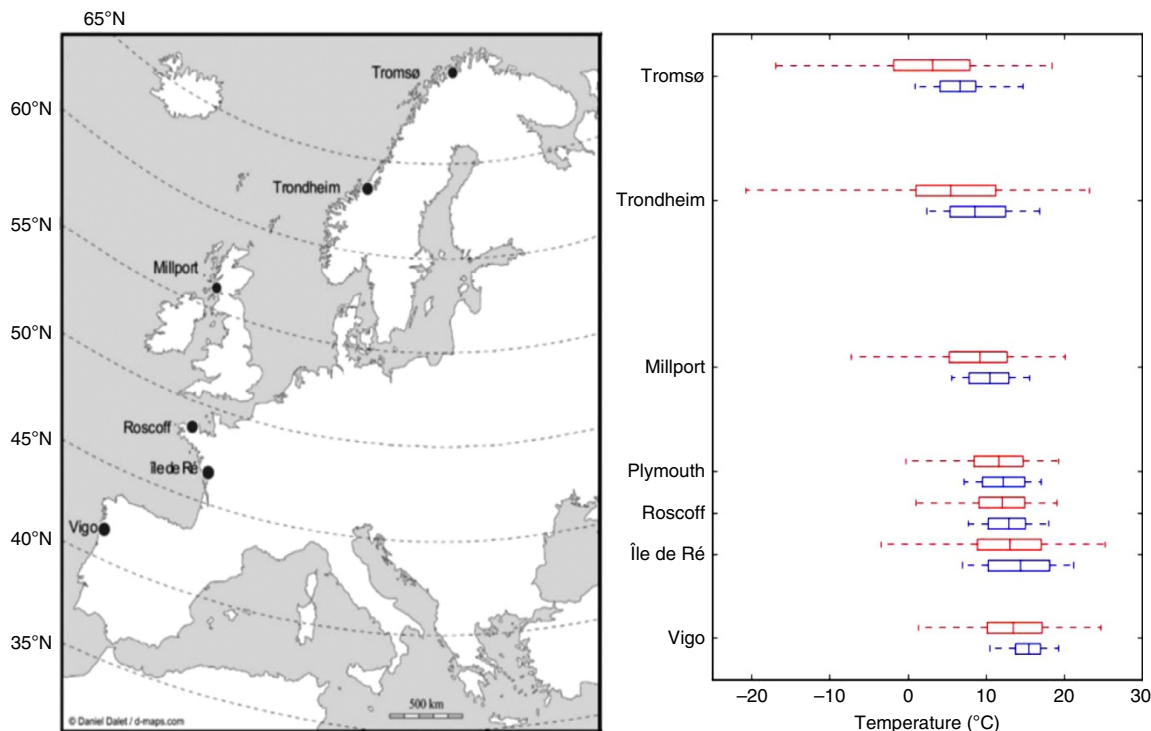 65°N
60°N
55°N
50°N
45°N
40°N
35°N
Tromsø
Trondheim
Millport
Roscoff
Île de Ré
Vigo
500 km
© Daniel Dalet / d-maps.com
Tromsø
Trondheim
Millport
Plymouth
Roscoff
Île de Ré
Vigo
−20
−10
0
10
20
30
Temperature (°C)